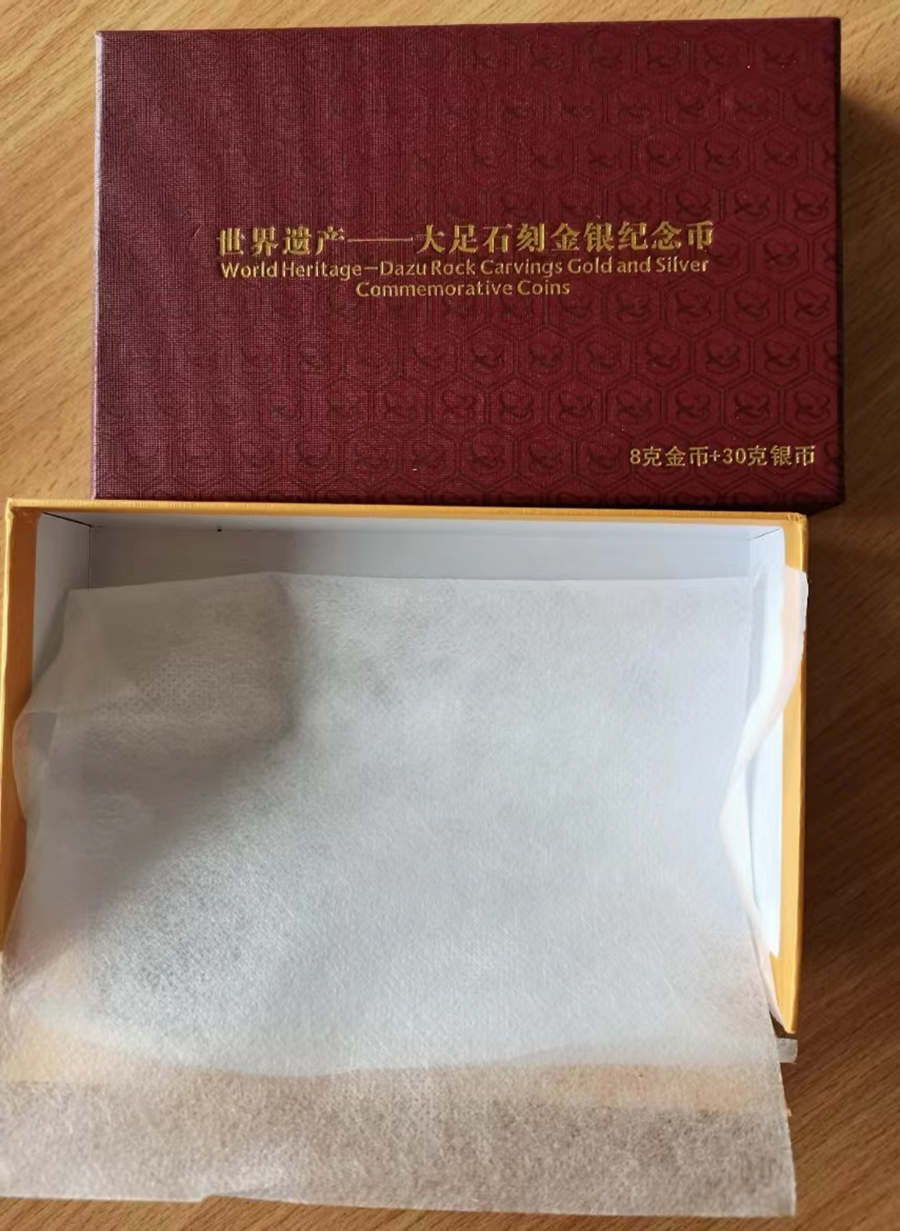 世界遗产——大足石刻金银纪念币
World Heritage—Dazu Rock Carvings Gold and Silver
Commemorative Coins
8克金币+30克银币